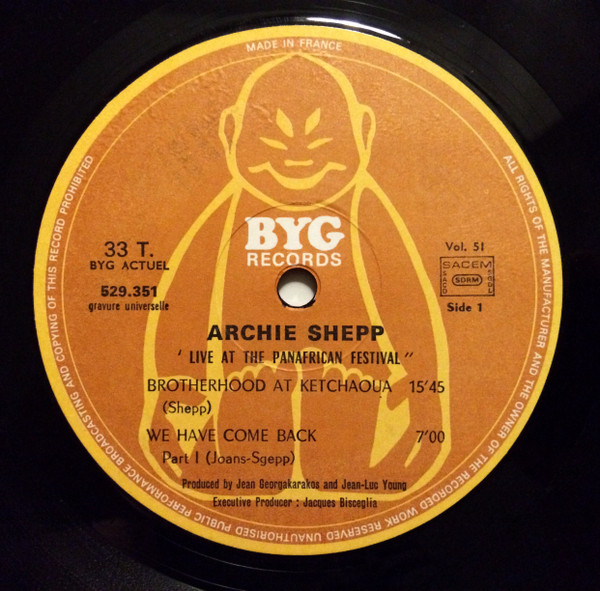 MADE IN FRANCE
ALL RIGHTS OF THE MANUFACTURER AND THE OWNER OF THE RECORDED WORK RESERVED UNAUTHORISED PUBLIC PERFORMANCE BROADCASTING AND COPYING OF THIS RECORD PROHIBITED
BYG
RECORDS
33 T.
BYG ACTUEL
529.351
gravure universelle
Vol. 51
SACEM
SDRM
Side 1
ARCHIE SHEPP
' LIVE AT THE PANAFRICAN FESTIVAL"
BROTHERHOOD AT KETCHAOUA 15'45
(Shepp)
WE HAVE COME BACK 7'00
Part I (Joans-Sgepp)
Produced by Jean Georgakarakos and Jean-Luc Young
Executive Producer : Jacques Bisceglia